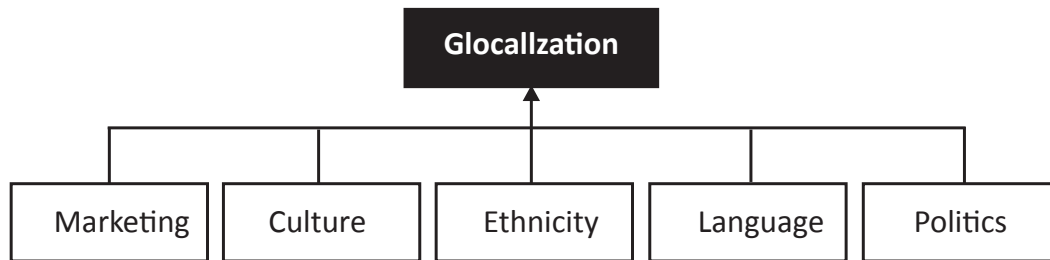 Glocallzation
Marketing
Culture
Ethnicity
Language
Politics